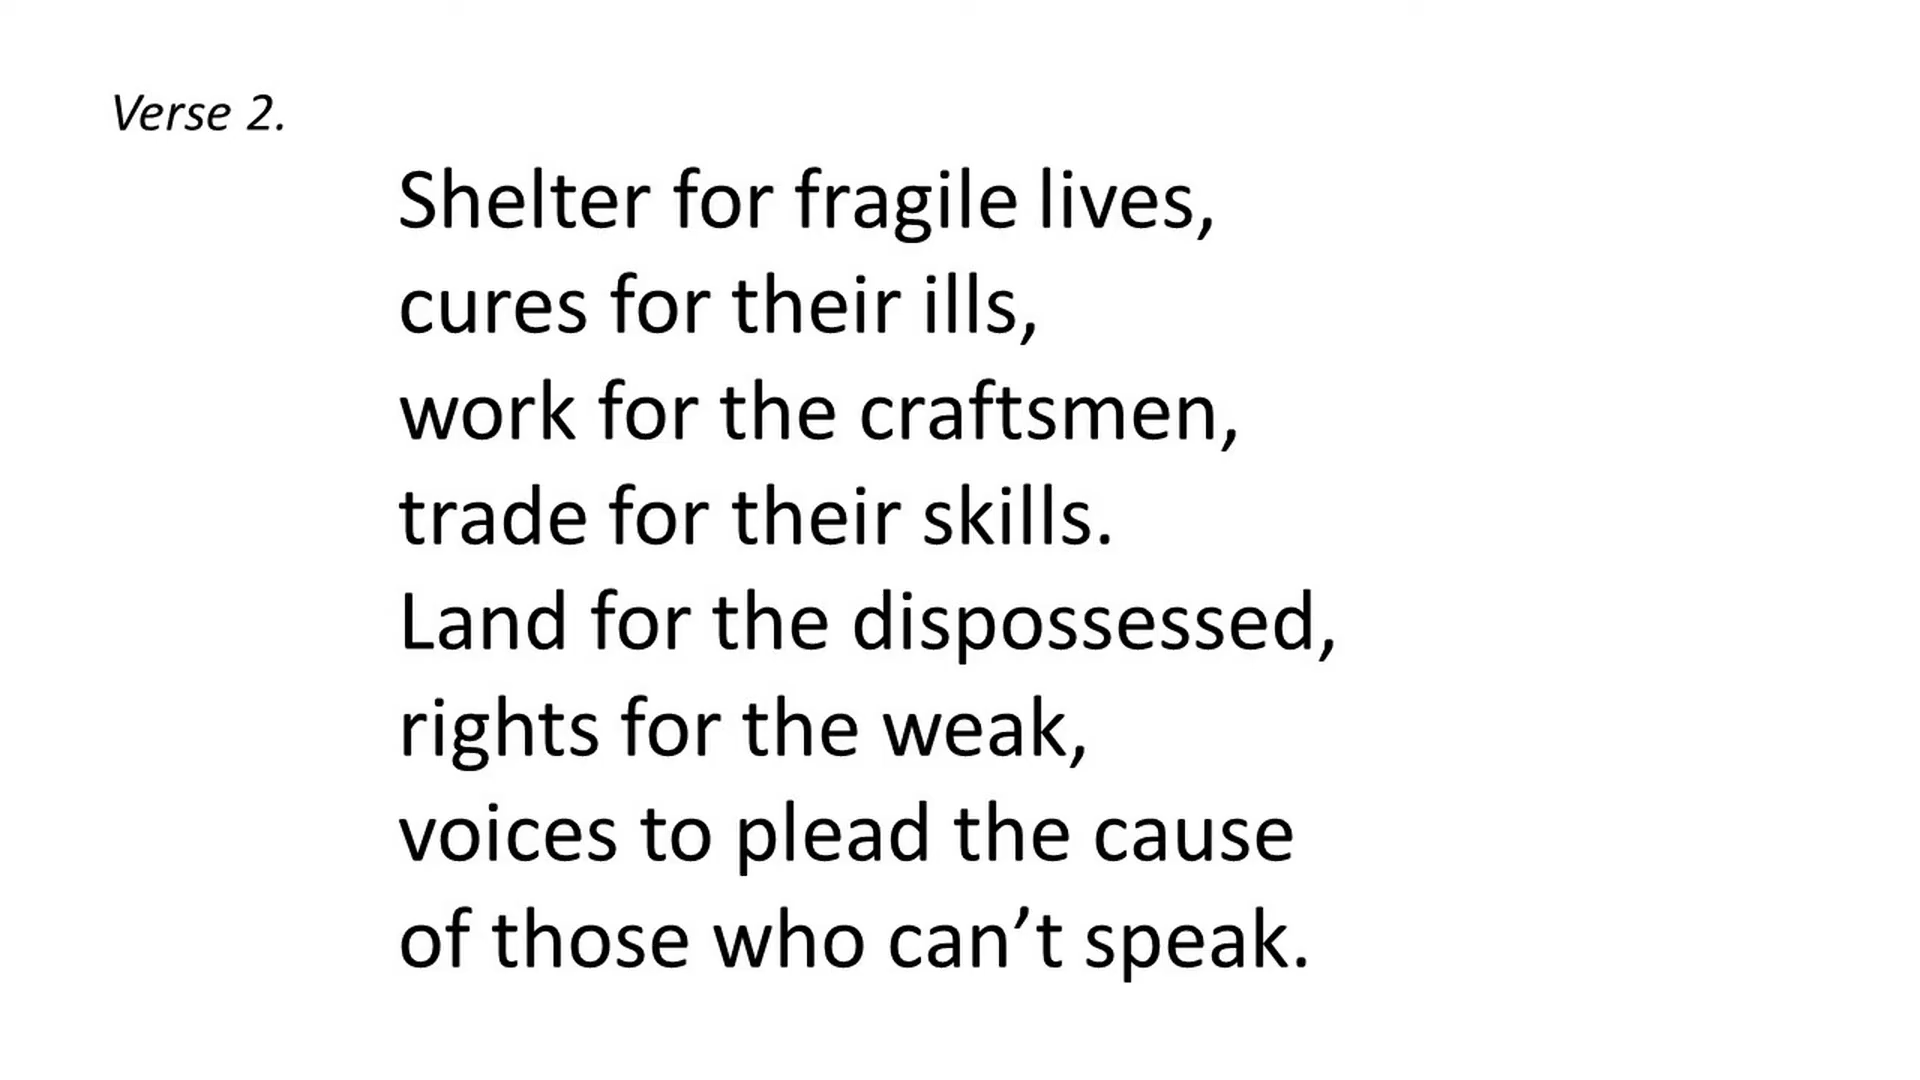 Verse 2.
Shelter for fragile lives,
cures for their ills,
work for the craftsmen,
trade for their skills.
Land for the dispossessed,
rights for the weak,
voices to plead the cause
of those who can’t speak.